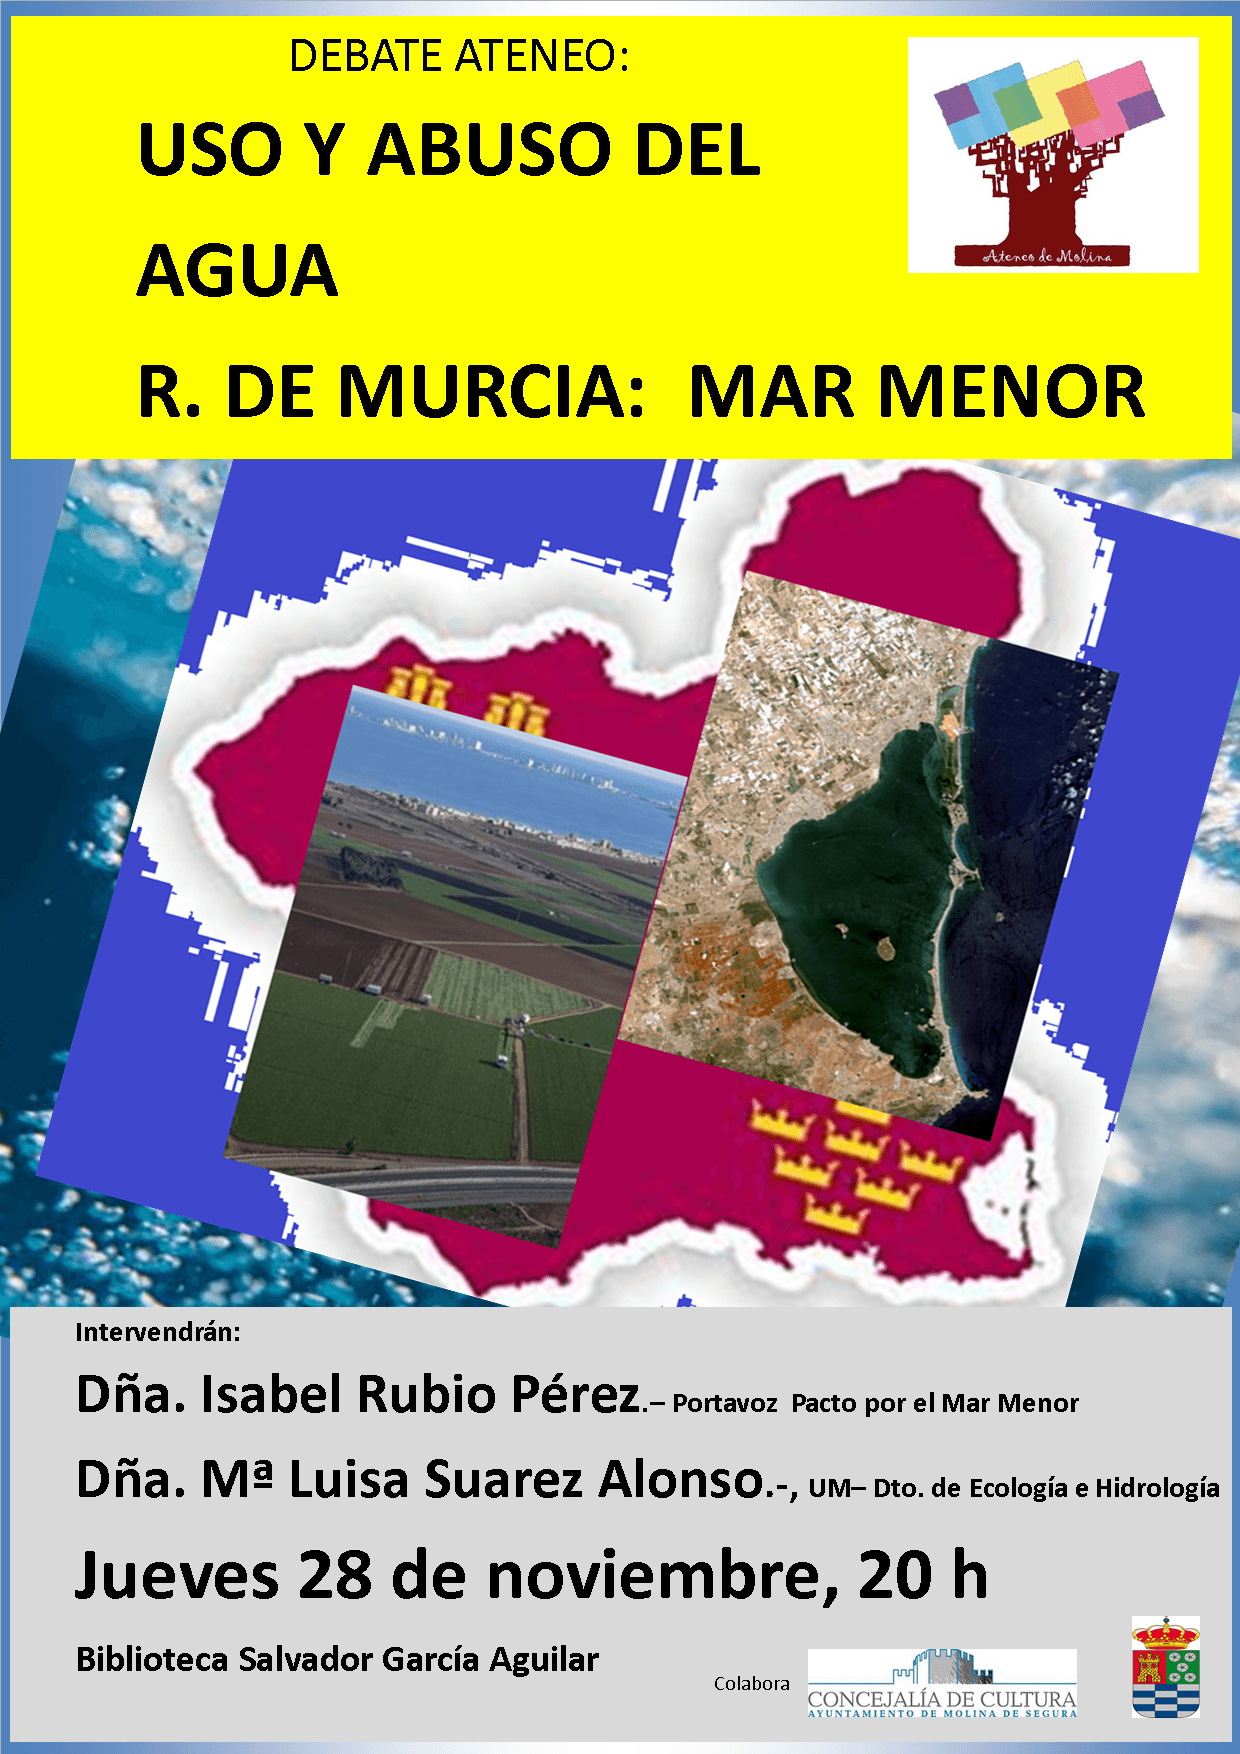 DEBATE ATENEO:
USO Y ABUSO DEL
AGUA
R. DE MURCIA: MAR MENOR
Ateneo de Molina
Intervendrán:
Dña. Isabel Rubio Pérez.– Portavoz Pacto por el Mar Menor
Dña. Mª Luisa Suarez Alonso.-, UM– Dto. de Ecología e Hidrología
Jueves 28 de noviembre, 20 h
Biblioteca Salvador García Aguilar
Colabora
CONCEJALÍA DE CULTURA
AYUNTAMIENTO DE MOLINA DE SEGURA